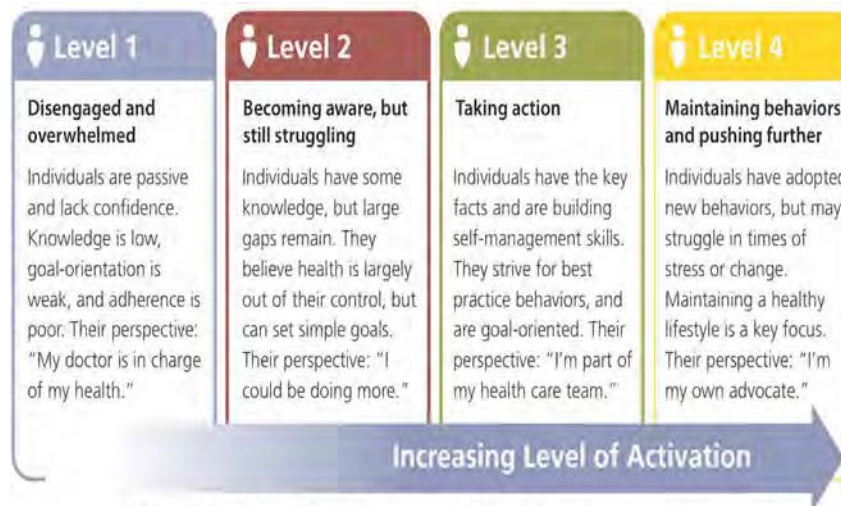 Level 1
Disengaged and
overwhelmed
Individuals are passive
and lack confidence.
Knowledge is low,
goal-orientation is
weak, and adherence is
poor. Their perspective:
"My doctor is in charge
of my health."
Level 2
Becoming aware, but
still struggling
Individuals have some
knowledge, but large
gaps remain. They
believe health is largely
out of their control, but
can set simple goals.
Their perspective: "I
could be doing more."
Level 3
Taking action
Individuals have the key
facts and are building
self-management skills.
They strive for best
practice behaviors, and
are goal-oriented. Their
perspective: "I'm part of
my health care team."
Level 4
Maintaining behaviors
and pushing further
Individuals have adopted
new behaviors, but may
struggle in times of
stress or change.
Maintaining a healthy
lifestyle is a key focus.
Their perspective: "I'm
my own advocate."
Increasing Level of Activation